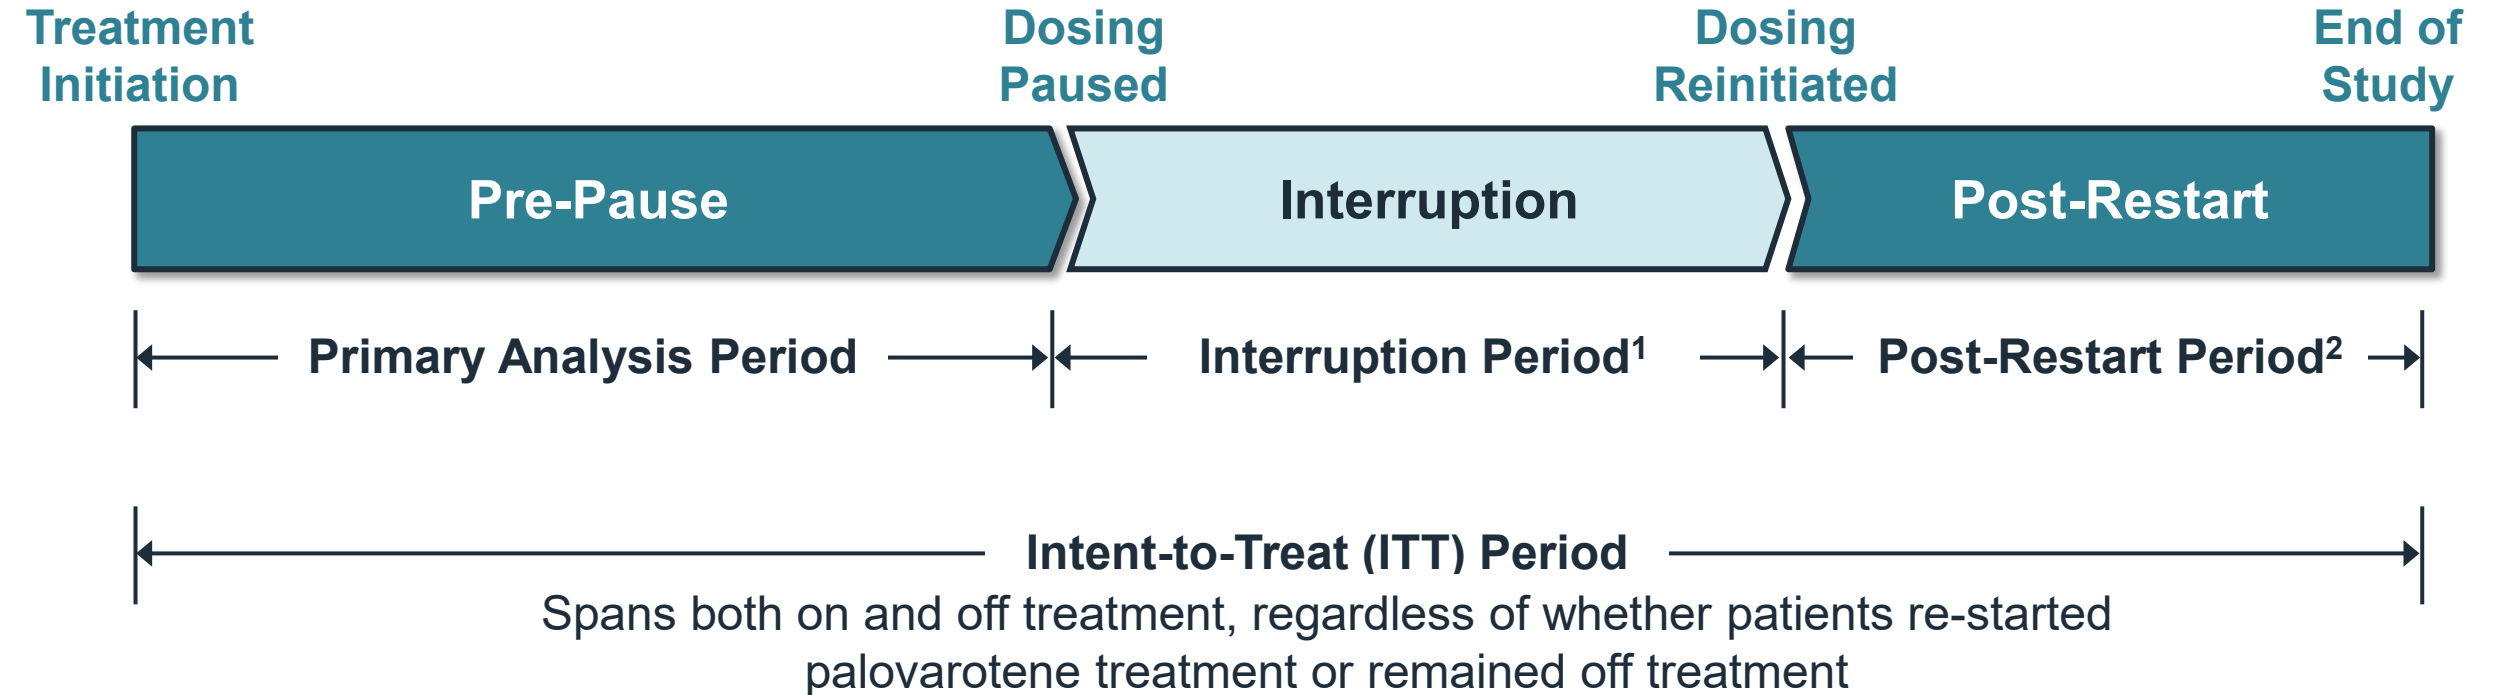 Treatment
Initiation
Dosing
Paused
Dosing
Reinitiated
End of
Study
Pre-Pause
Interruption
Post-Restart
Primary Analysis Period
Interruption Period¹
Post-Restart Period²
Intent-to-Treat (ITT) Period
Spans both on and off treatment, regardless of whether patients re-started
palovarotene treatment or remained off treatment